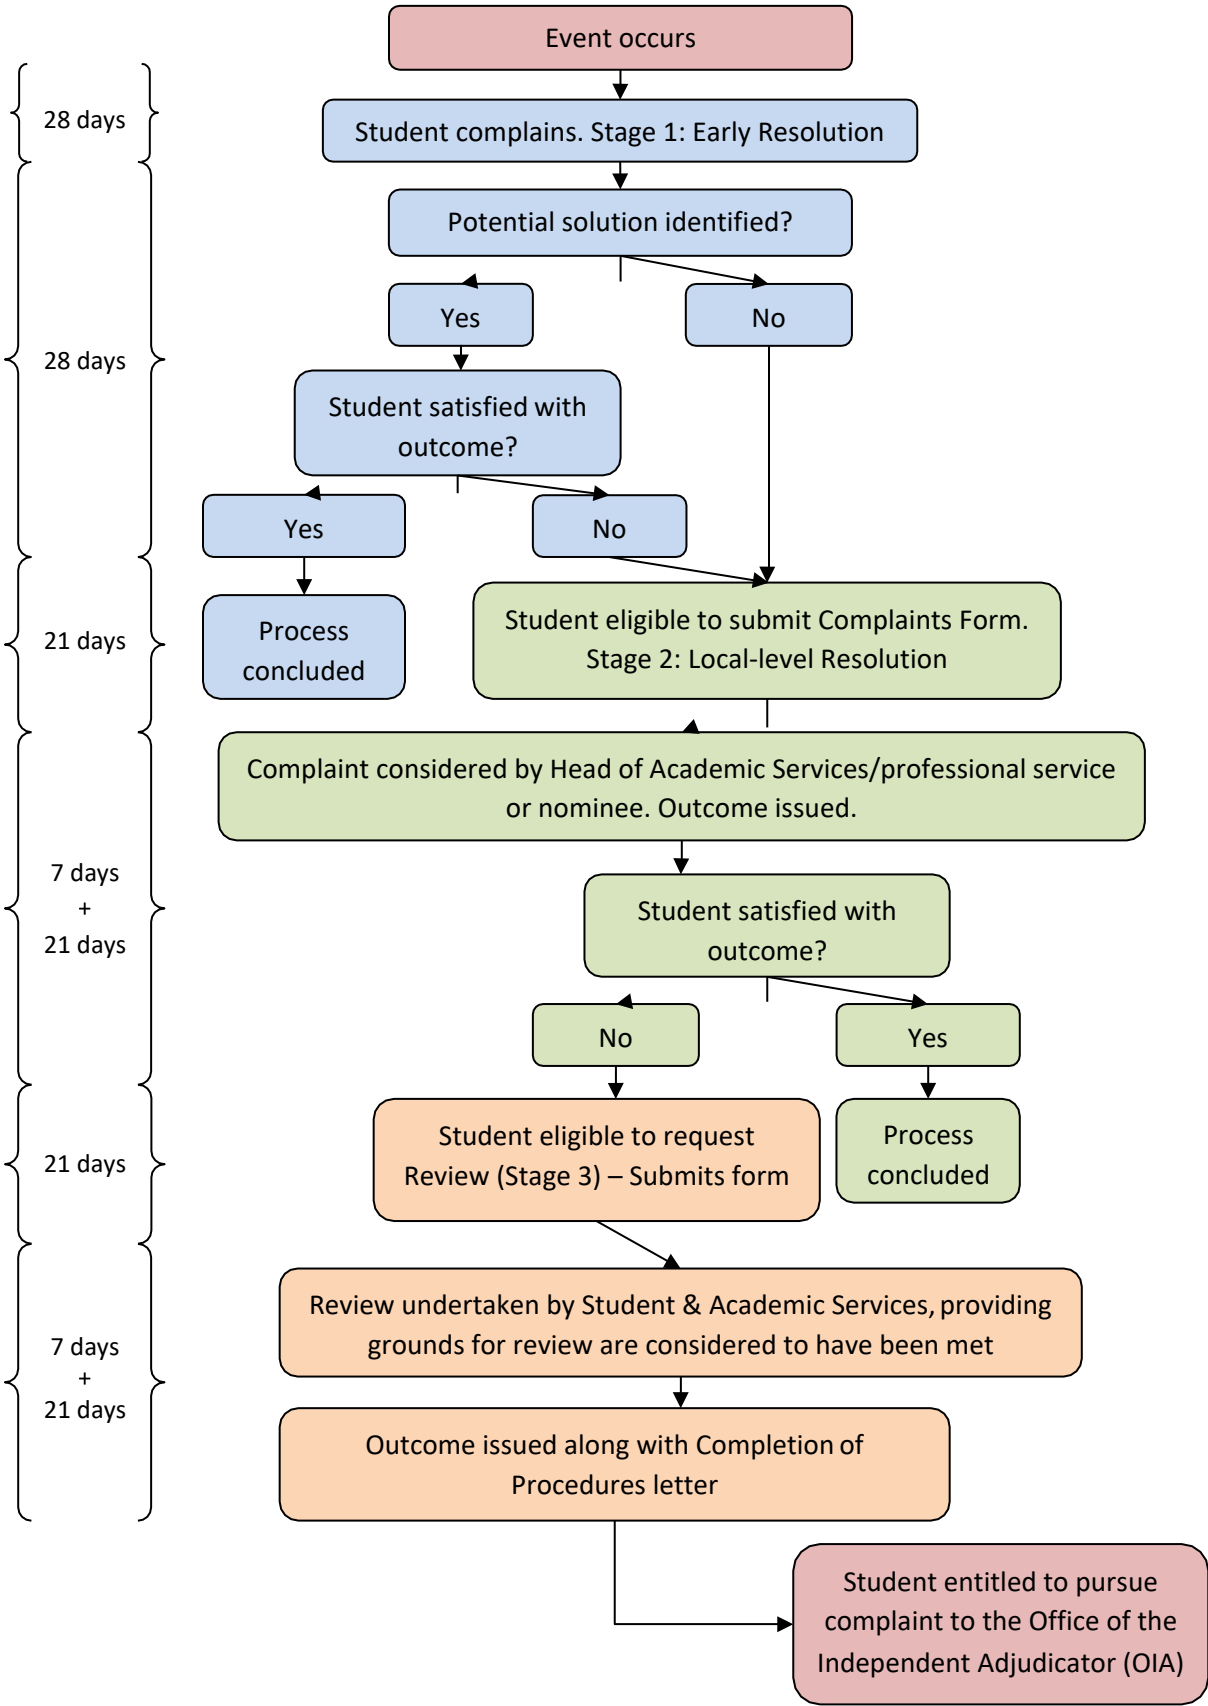 Event occurs
28 days
Student complains. Stage 1: Early Resolution
Potential solution identified?
Yes
No
28 days
Student satisfied with
outcome?
Yes
No
21 days
Process
concluded
Student eligible to submit Complaints Form.
Stage 2: Local-level Resolution
Complaint considered by Head of Academic Services/professional service
or nominee. Outcome issued.
7 days
+
21 days
Student satisfied with
outcome?
No
Yes
21 days
Student eligible to request
Review (Stage 3) – Submits form
Process
concluded
Review undertaken by Student & Academic Services, providing
grounds for review are considered to have been met
7 days
+
21 days
Outcome issued along with Completion of
Procedures letter
Student entitled to pursue
complaint to the Office of the
Independent Adjudicator (OIA)